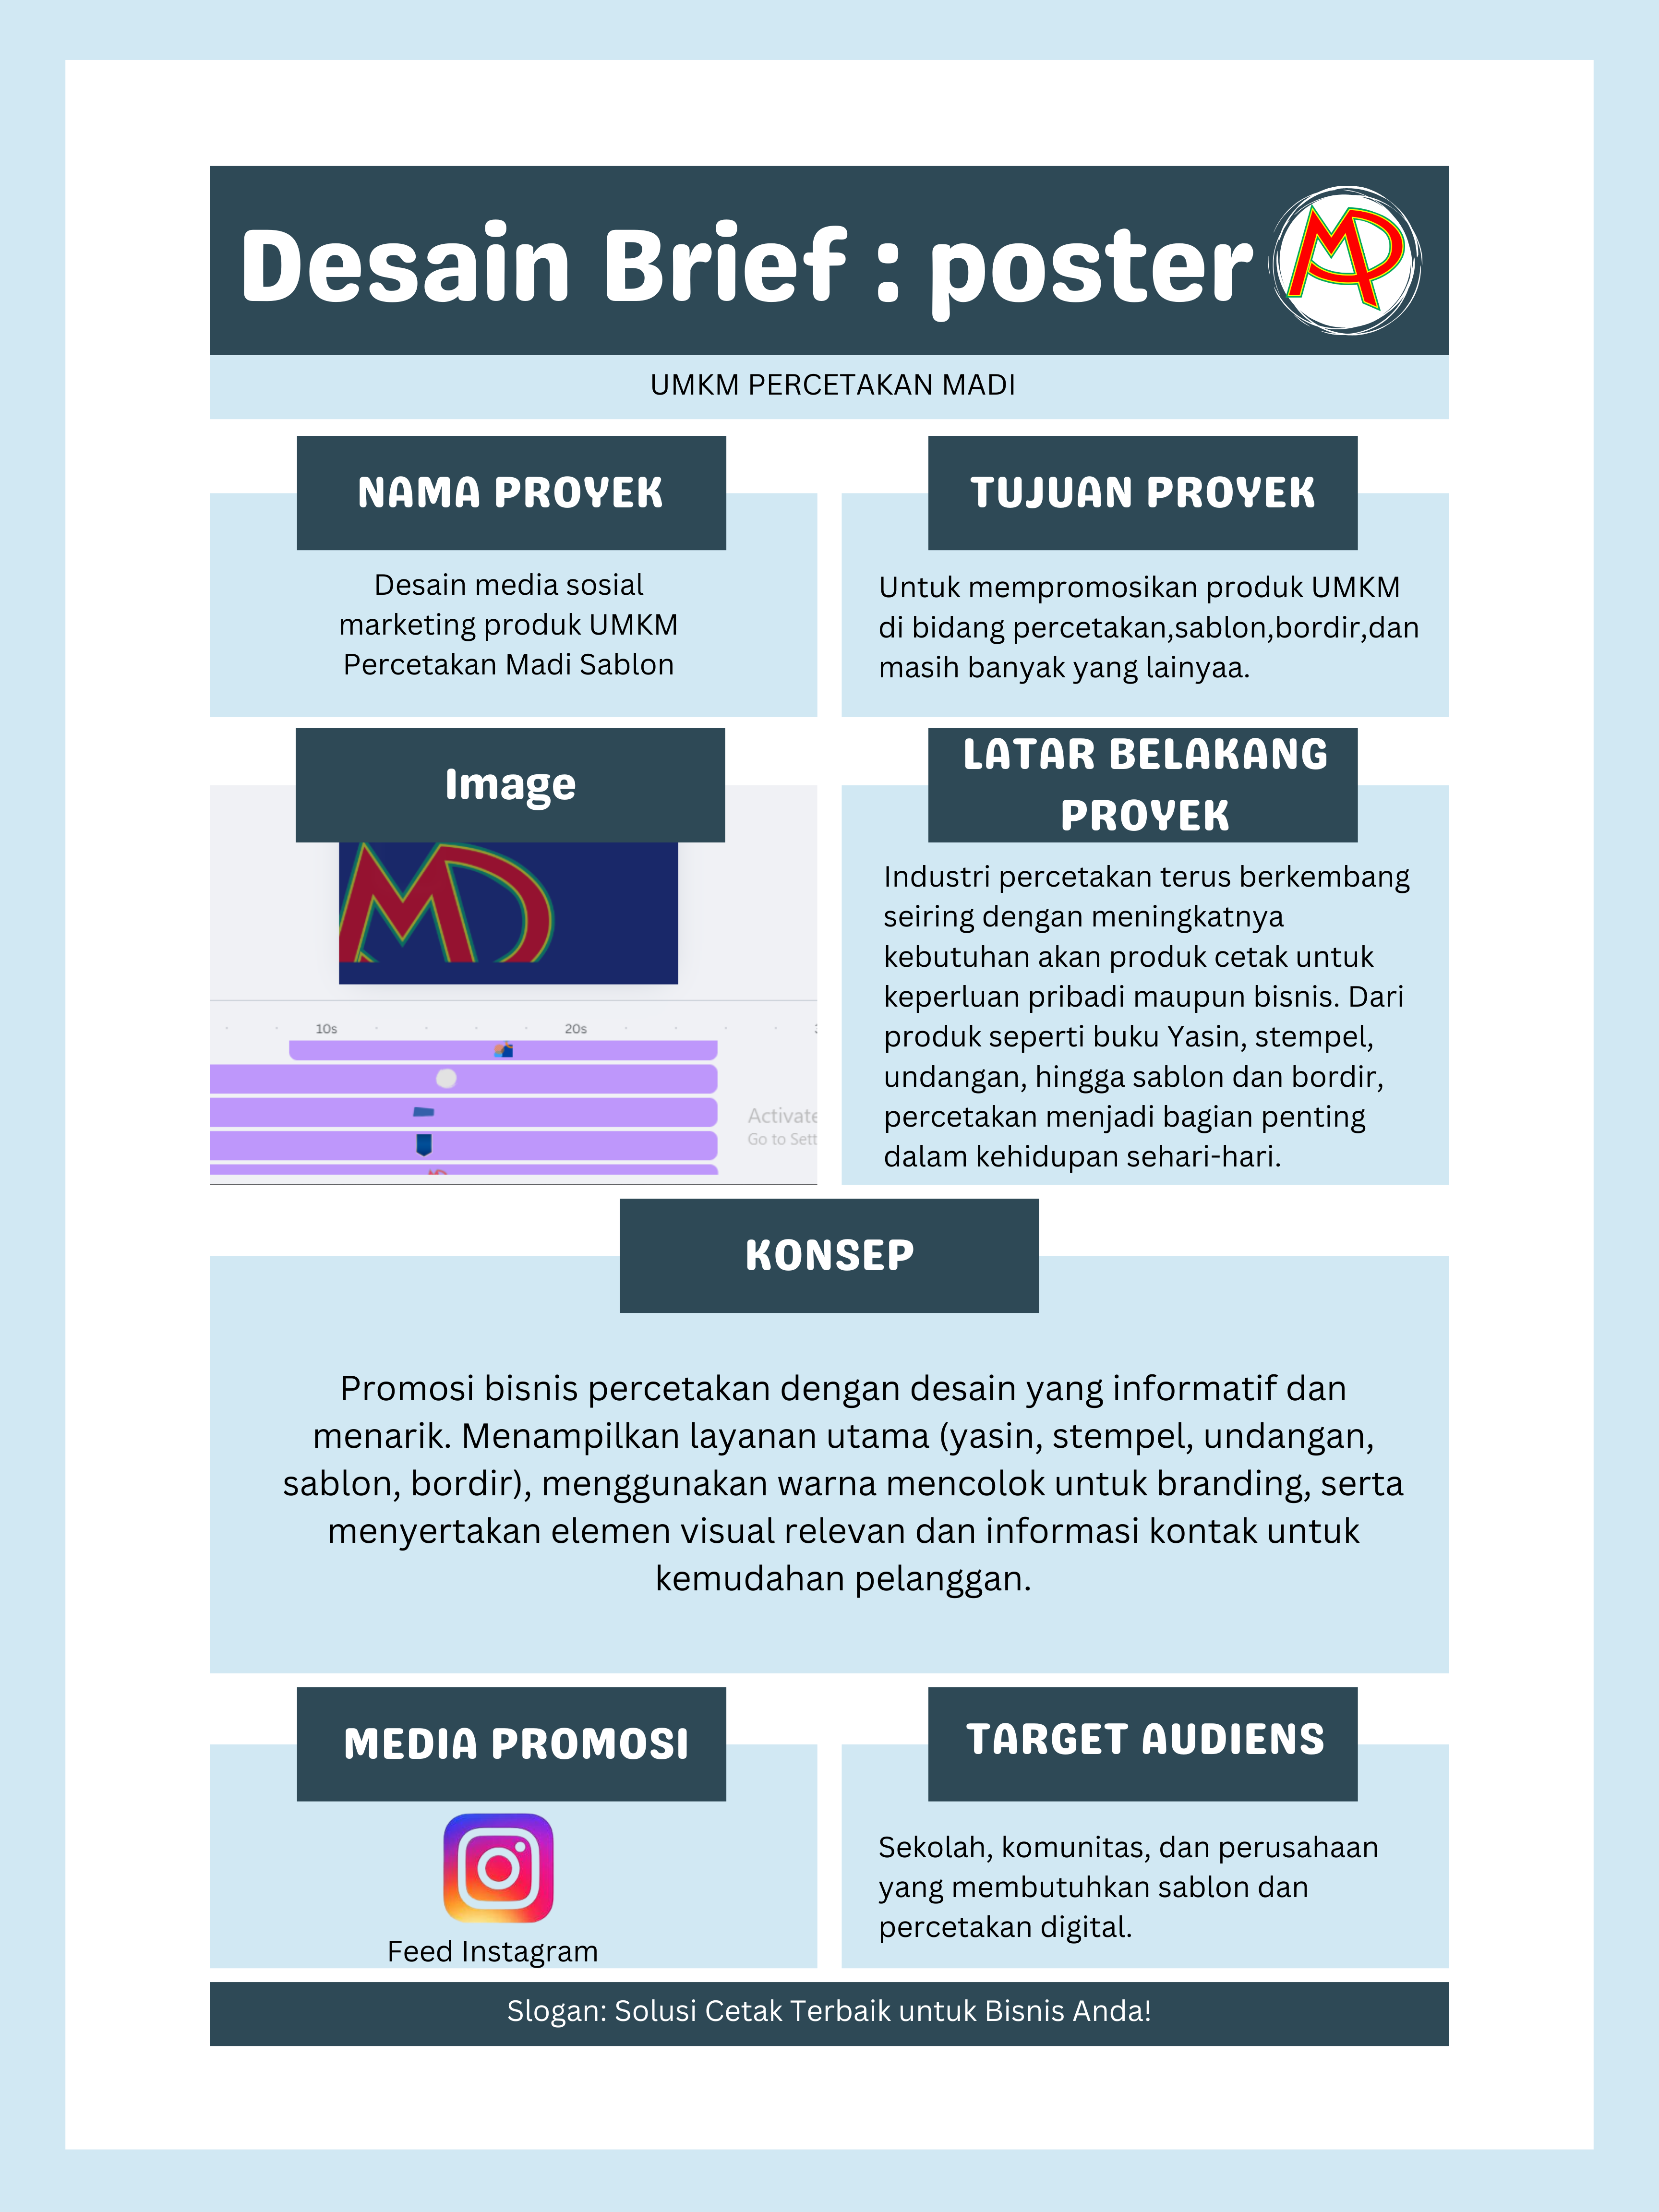 Desain Brief : poster
UMKM PERCETAKAN MADI
NAMA PROYEK
Desain media sosial
marketing produk UMKM
Percetakan Madi Sablon
TUJUAN PROYEK
Untuk mempromosikan produk UMKM
di bidang percetakan,sablon,bordir,dan
masih banyak yang lainyaa.
Image
10s 20s
Activate
Go to Sett
LATAR BELAKANG
PROYEK
Industri percetakan terus berkembang
seiring dengan meningkatnya
kebutuhan akan produk cetak untuk
keperluan pribadi maupun bisnis. Dari
produk seperti buku Yasin, stempel,
undangan, hingga sablon dan bordir,
percetakan menjadi bagian penting
dalam kehidupan sehari-hari.
KONSEP
Promosi bisnis percetakan dengan desain yang informatif dan
menarik. Menampilkan layanan utama (yasin, stempel, undangan,
sablon, bordir), menggunakan warna mencolok untuk branding, serta
menyertakan elemen visual relevan dan informasi kontak untuk
kemudahan pelanggan.
MEDIA PROMOSI
Feed Instagram
TARGET AUDIENS
Sekolah, komunitas, dan perusahaan
yang membutuhkan sablon dan
percetakan digital.
Slogan: Solusi Cetak Terbaik untuk Bisnis Anda!